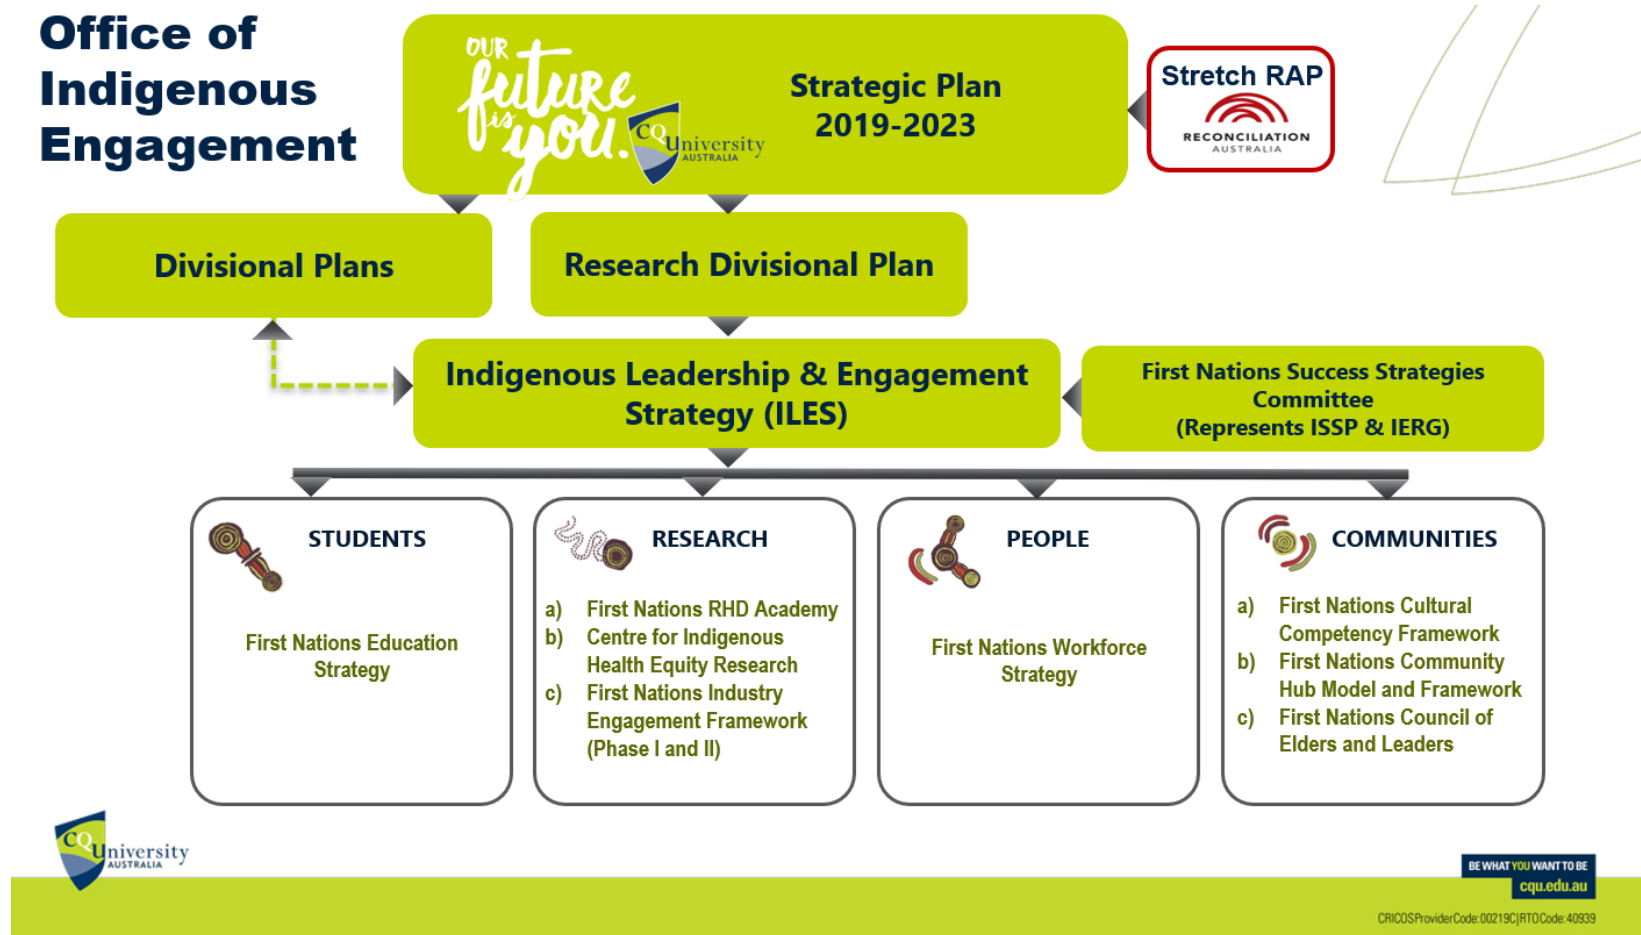 Office of
Indigenous
Engagement
OUR
future
is
you.
CQUniversity
AUSTRALIA
Strategic Plan
2019-2023
Stretch RAP
RECONCILIATION
AUSTRALIA
Divisional Plans
Research Divisional Plan
Indigenous Leadership & Engagement
Strategy (ILES)
First Nations Success Strategies
Committee
(Represents ISSP & IERG)
STUDENTS
First Nations Education
Strategy
RESEARCH
a) First Nations RHD Academy
b) Centre for Indigenous
Health Equity Research
c) First Nations Industry
Engagement Framework
(Phase I and II)
PEOPLE
First Nations Workforce
Strategy
COMMUNITIES
a) First Nations Cultural
Competency Framework
b) First Nations Community
Hub Model and Framework
c) First Nations Council of
Elders and Leaders
CQUniversity
AUSTRALIA
BE WHAT YOU WANT TO BE
cqu.edu.au
CRICOS Provider Code: 00219C | RTO Code: 40939